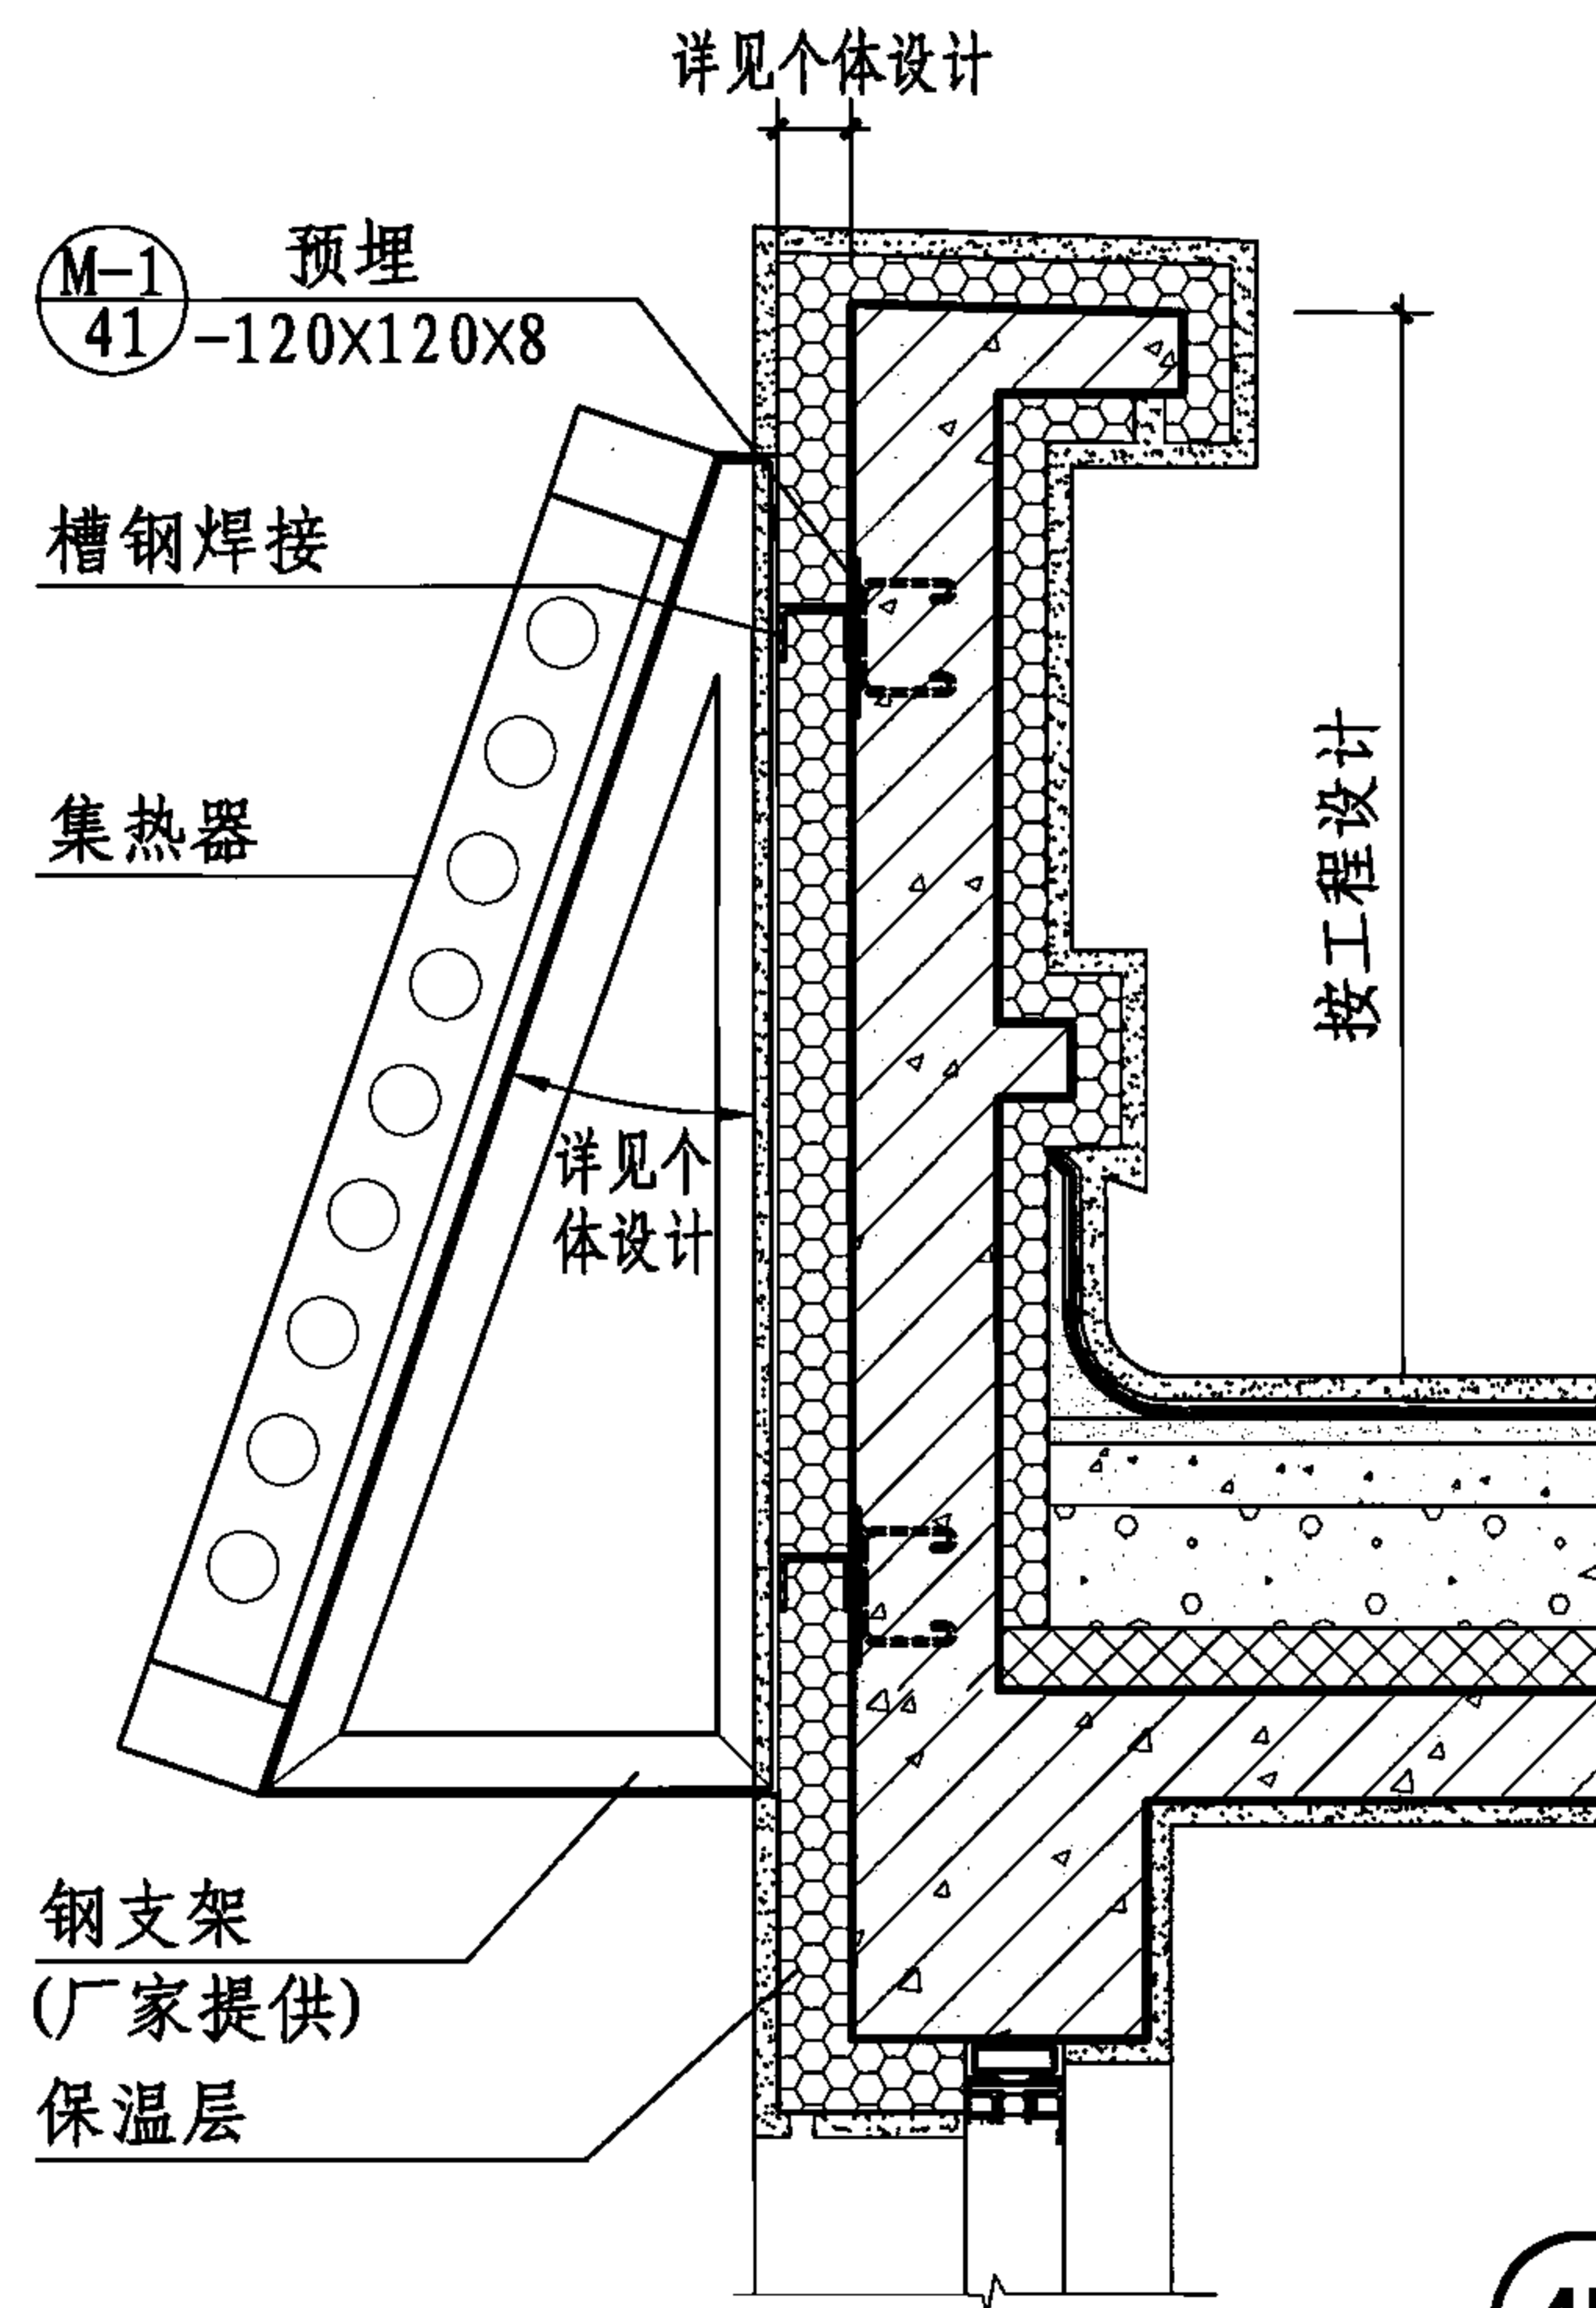 详见个体设计
M-1
41
预埋
-120X120X8
槽钢焊接
集热器
按工程设计
详见个
体设计
钢支架
(厂家提供)
保温层